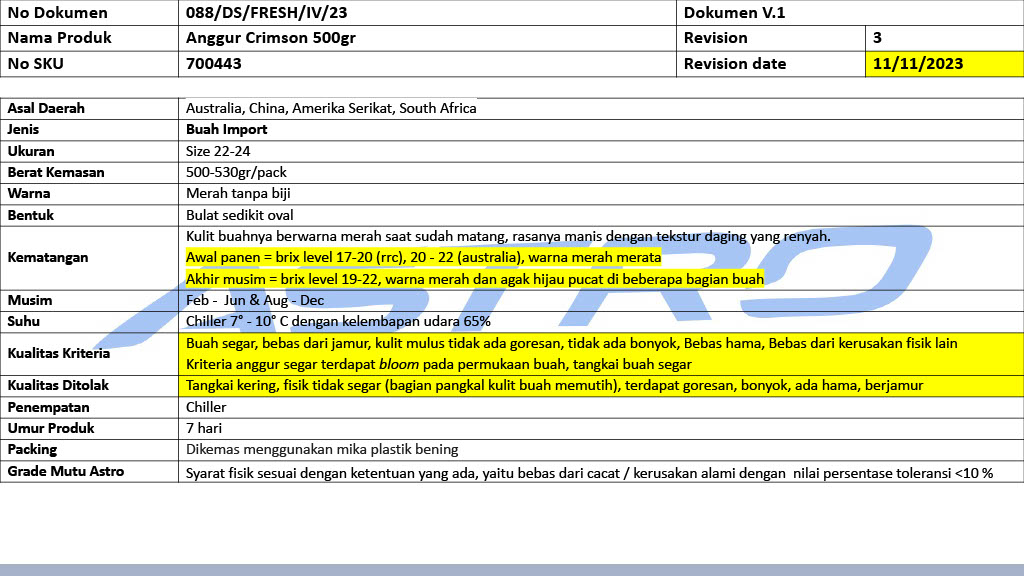 No Dokumen 088/DS/FRESH/IV/23 Dokumen V.1
Nama Produk Anggur Crimson 500gr Revision 3
No SKU 700443 Revision date 11/11/2023
Asal Daerah Australia, China, Amerika Serikat, South Africa
Jenis Buah Import
Ukuran Size 22-24
Berat Kemasan 500-530gr/pack
Warna Merah tanpa biji
Bentuk Bulat sedikit oval
Kematangan Kulit buahnya berwarna merah saat sudah matang, rasanya manis dengan tekstur daging yang renyah.
Awal panen = brix level 17-20 (rrc), 20 - 22 (australia), warna merah merata
Akhir musim = brix level 19-22, warna merah dan agak hijau pucat di beberapa bagian buah
Musim Feb - Jun & Aug - Dec
Suhu Chiller 7° - 10° C dengan kelembapan udara 65%
Kualitas Kriteria Buah segar, bebas dari jamur, kulit mulus tidak ada goresan, tidak ada bonyok, Bebas hama, Bebas dari kerusakan fisik lain
Kriteria anggur segar terdapat bloom pada permukaan buah, tangkai buah segar
Kualitas Ditolak Tangkai kering, fisik tidak segar (bagian pangkal kulit buah memutih), terdapat goresan, bonyok, ada hama, berjamur
Penempatan Chiller
Umur Produk 7 hari
Packing Dikemas menggunakan mika plastik bening
Grade Mutu Astro Syarat fisik sesuai dengan ketentuan yang ada, yaitu bebas dari cacat / kerusakan alami dengan nilai persentase toleransi <10 %
ASTRO